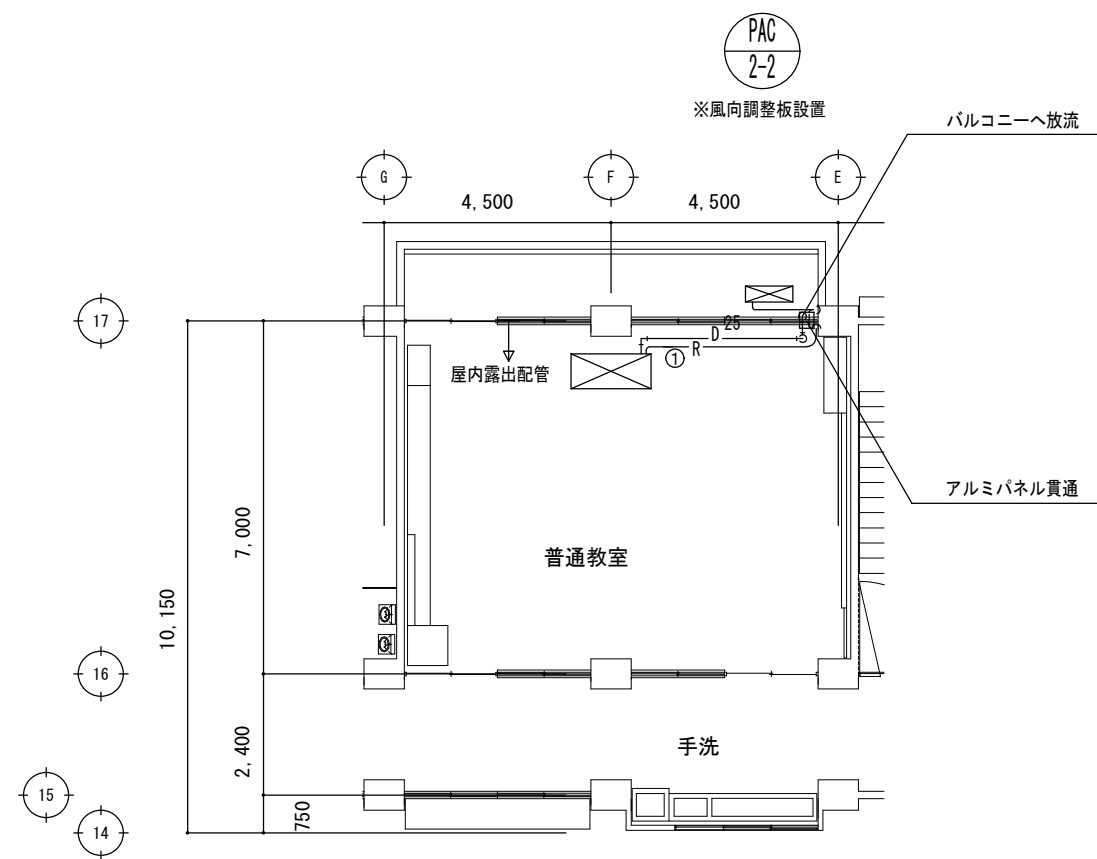 PAC
2-2
※風向調整板設置
バルコニーへ放流
G
F
E
4,500
4,500
17
25
D
R
①
屋内露出配管
アルミパネル貫通
7,000
普通教室
10,150
16
2,400
手洗
15
750
14